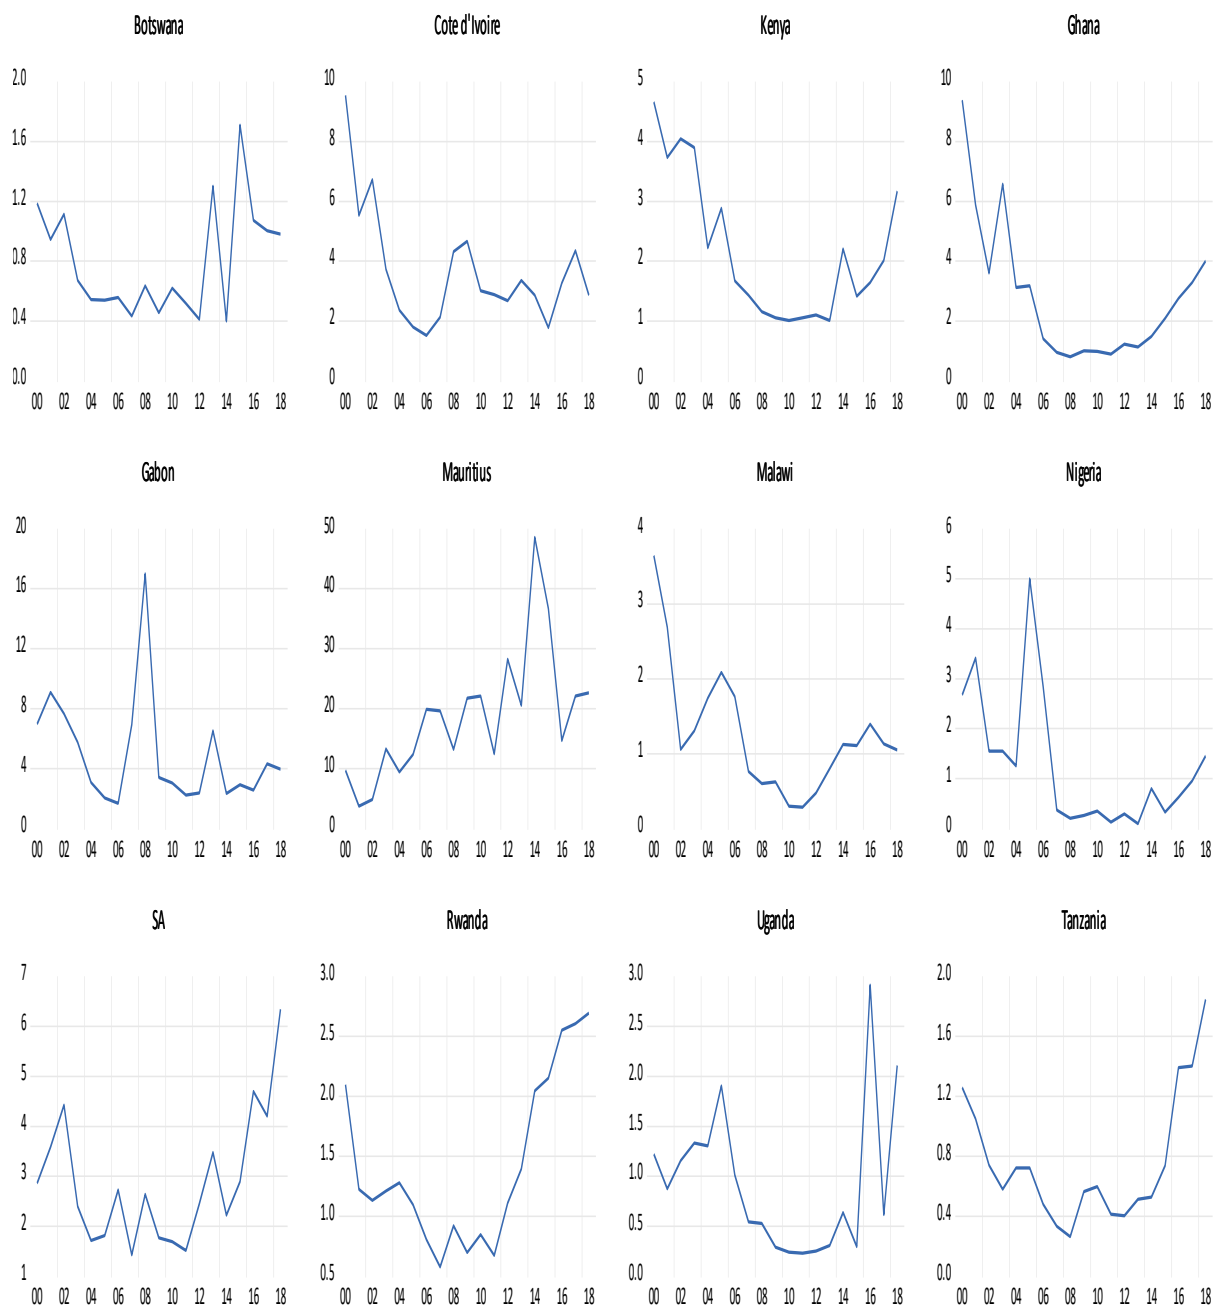 Botswana Cote d'Ivoire Kenya Ghana
2.0 10 5 10
1.6 8 4 8
1.2 6 3 6
0.8 4 2 4
0.4 2 1 2
0.0 0 0 0
00 02 04 06 08 10 12 14 16 18 00 02 04 06 08 10 12 14 16 18 00 02 04 06 08 10 12 14 16 18 00 02 04 06 08 10 12 14 16 18
Gabon Mauritius Malawi Nigeria
20 50 4 6
16 40 3 5
12 30 2 4
8 20 1 3
4 10 0 2
0 0 1
0
00 02 04 06 08 10 12 14 16 18 00 02 04 06 08 10 12 14 16 18 00 02 04 06 08 10 12 14 16 18 00 02 04 06 08 10 12 14 16 18
SA Rwanda Uganda Tanzania
7 3.0 3.0 2.0
6 2.5 2.5 1.6
5 2.0 2.0 1.2
4 1.5 1.5 0.8
3 1.0 1.0 0.4
2 0.5 0.5 0.0
1 0.0
00 02 04 06 08 10 12 14 16 18 00 02 04 06 08 10 12 14 16 18 00 02 04 06 08 10 12 14 16 18 00 02 04 06 08 10 12 14 16 18